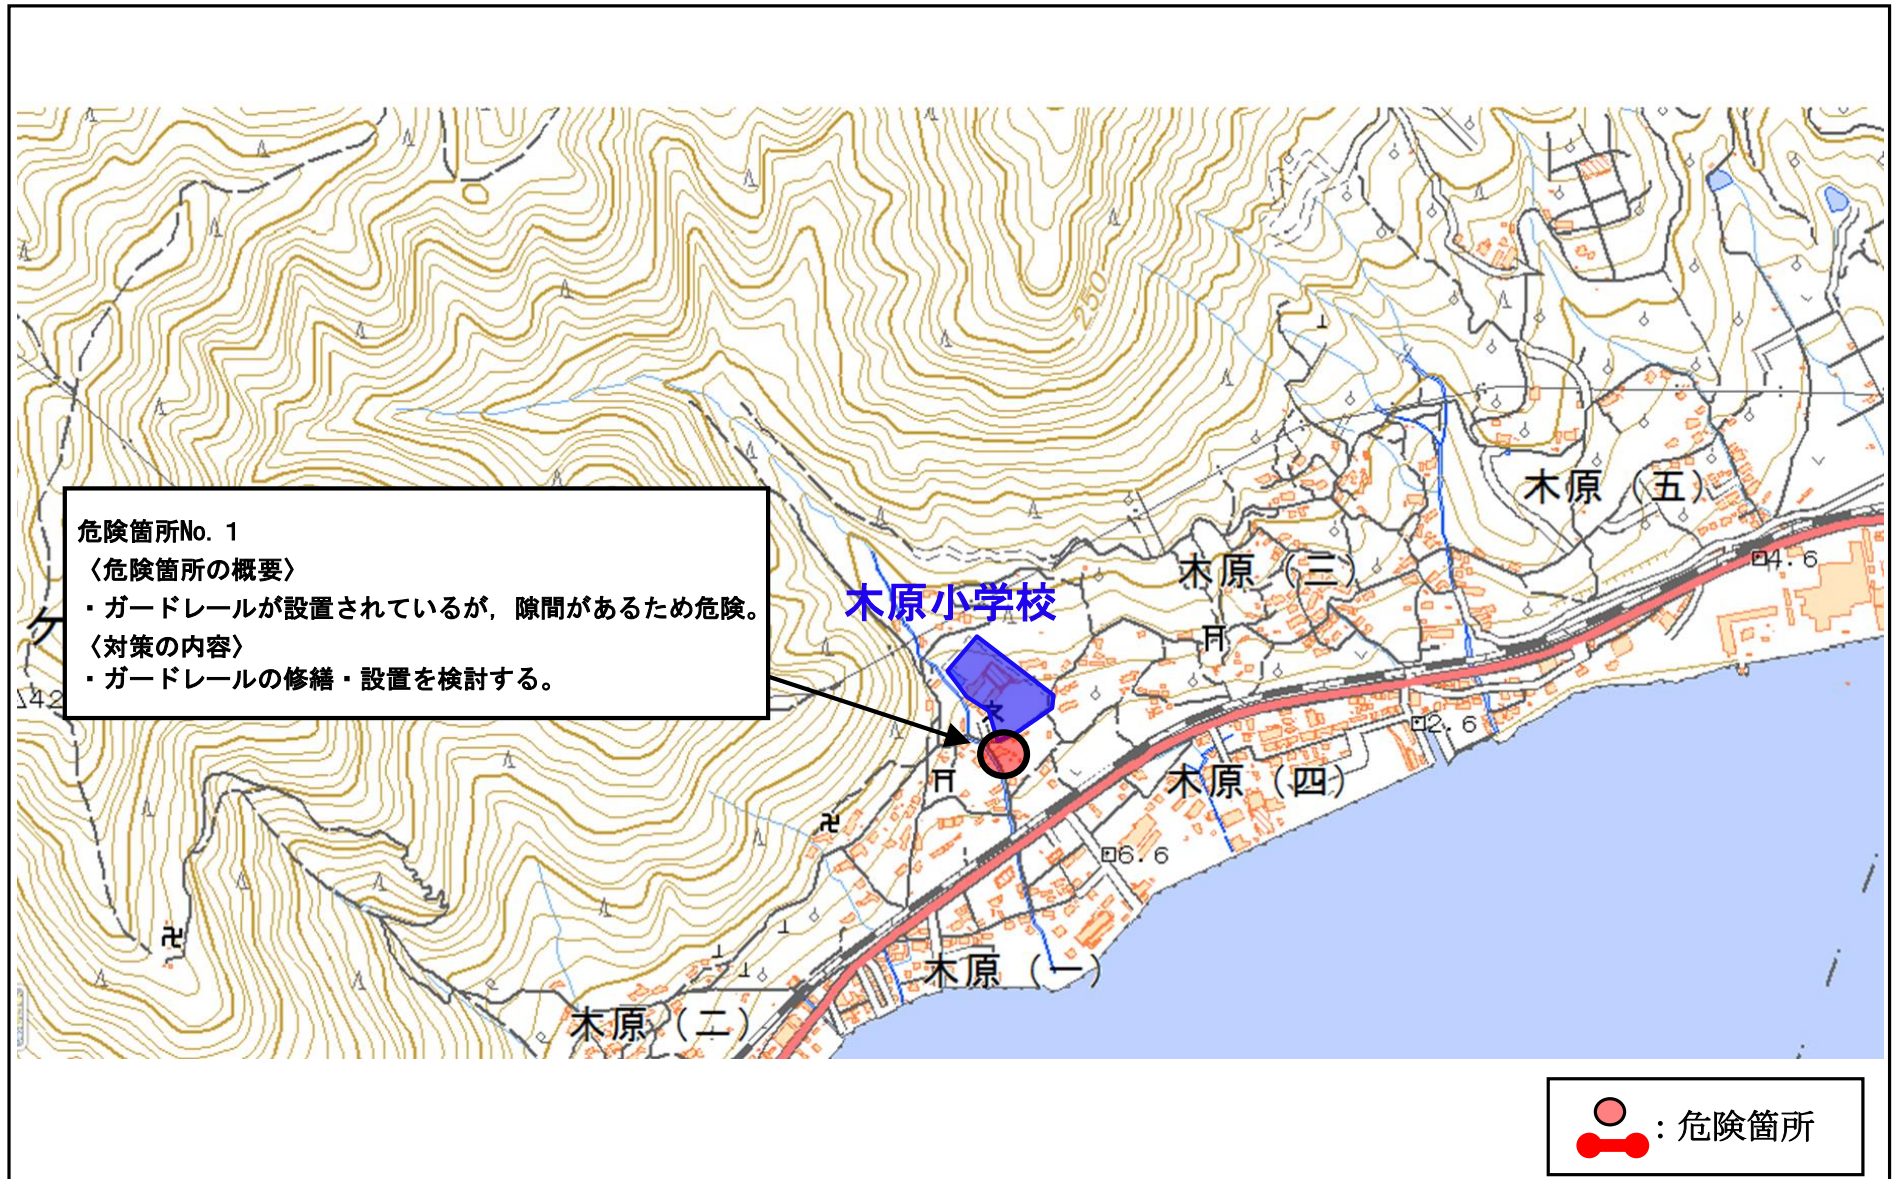 250
木原（五）
4.6
危険箇所No. 1
〈危険箇所の概要〉
・ガードレールが設置されているが，隙間があるため危険。
〈対策の内容〉
・ガードレールの修繕・設置を検討する。
木原（三）
木原小学校
ケ
42
2.6
木原（四）
6.6
木原（一）
木原（二）
：危険箇所